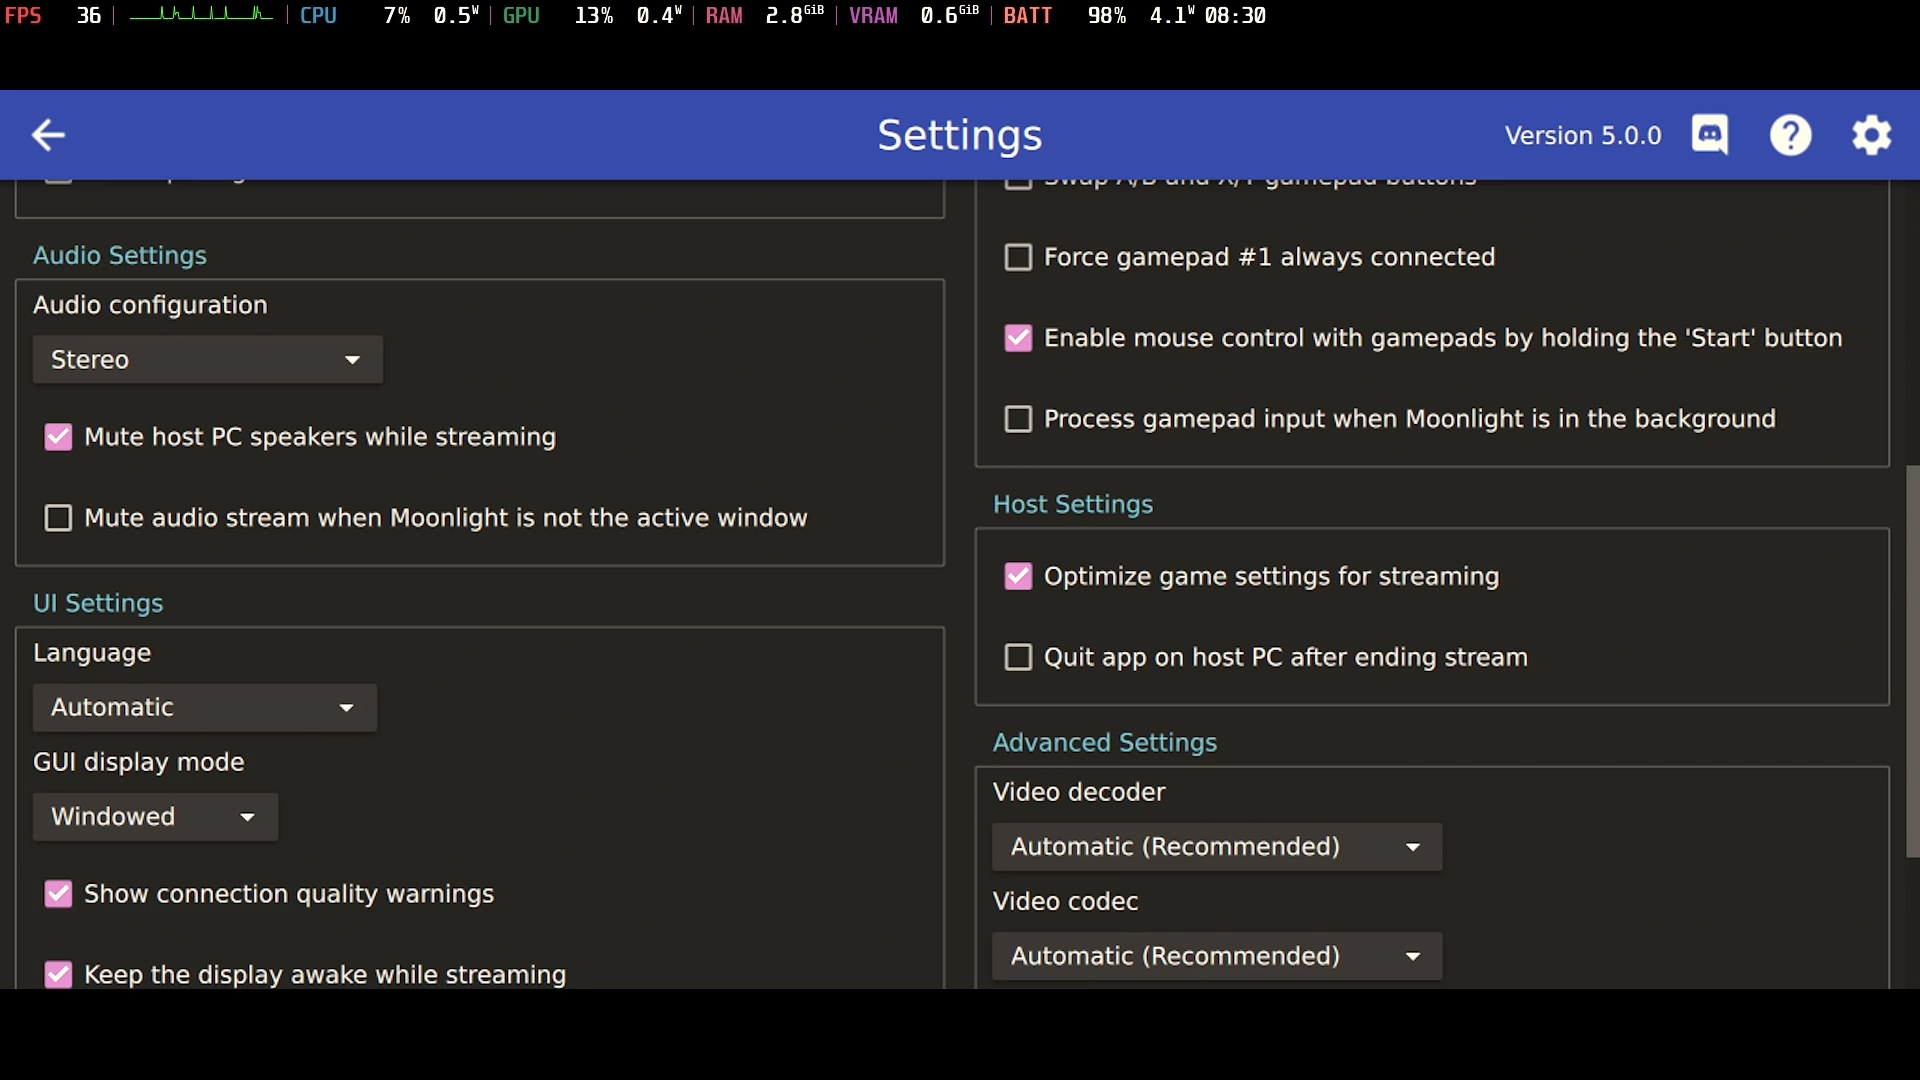 FPS 36 CPU 7% 0.5W GPU 13% 0.4W RAM 2.8GiB VRAM 0.6GiB BATT 98% 4.1W 08:30
Settings
Version 5.0.0
Audio Settings
Audio configuration
Stereo
Mute host PC speakers while streaming
Mute audio stream when Moonlight is not the active window
UI Settings
Language
Automatic
GUI display mode
Windowed
Show connection quality warnings
Keep the display awake while streaming
Swap A/B and X/Y gamepad buttons
Force gamepad #1 always connected
Enable mouse control with gamepads by holding the 'Start' button
Process gamepad input when Moonlight is in the background
Host Settings
Optimize game settings for streaming
Quit app on host PC after ending stream
Advanced Settings
Video decoder
Automatic (Recommended)
Video codec
Automatic (Recommended)